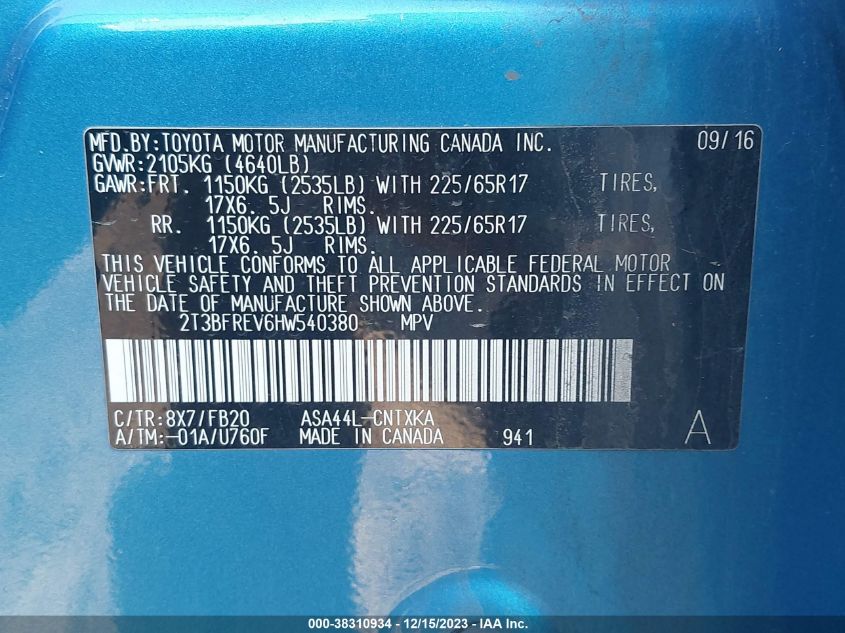 MFD.BY:TOYOTA MOTOR MANUFACTURING CANADA INC. 09/16
GVWR:2105KG (4640LB)
GAWR:FRT. 1150KG (2535LB) WITH 225/65R17 TIRES,
17X6. 5J RIMS.
RR. 1150KG (2535LB) WITH 225/65R17 TIRES,
17X6. 5J RIMS.
THIS VEHICLE CONFORMS TO ALL APPLICABLE FEDERAL MOTOR
VEHICLE SAFETY AND THEFT PREVENTION STANDARDS IN EFFECT ON
THE DATE OF MANUFACTURE SHOWN ABOVE.
2T3BFREV6HW540380 MPV
C/TR:8X7/FB20 ASA44L-CNTXKA
A/TM:-01A/U760F MADE IN CANADA 941 A
000-38310934 - 12/15/2023 - IAAI.com